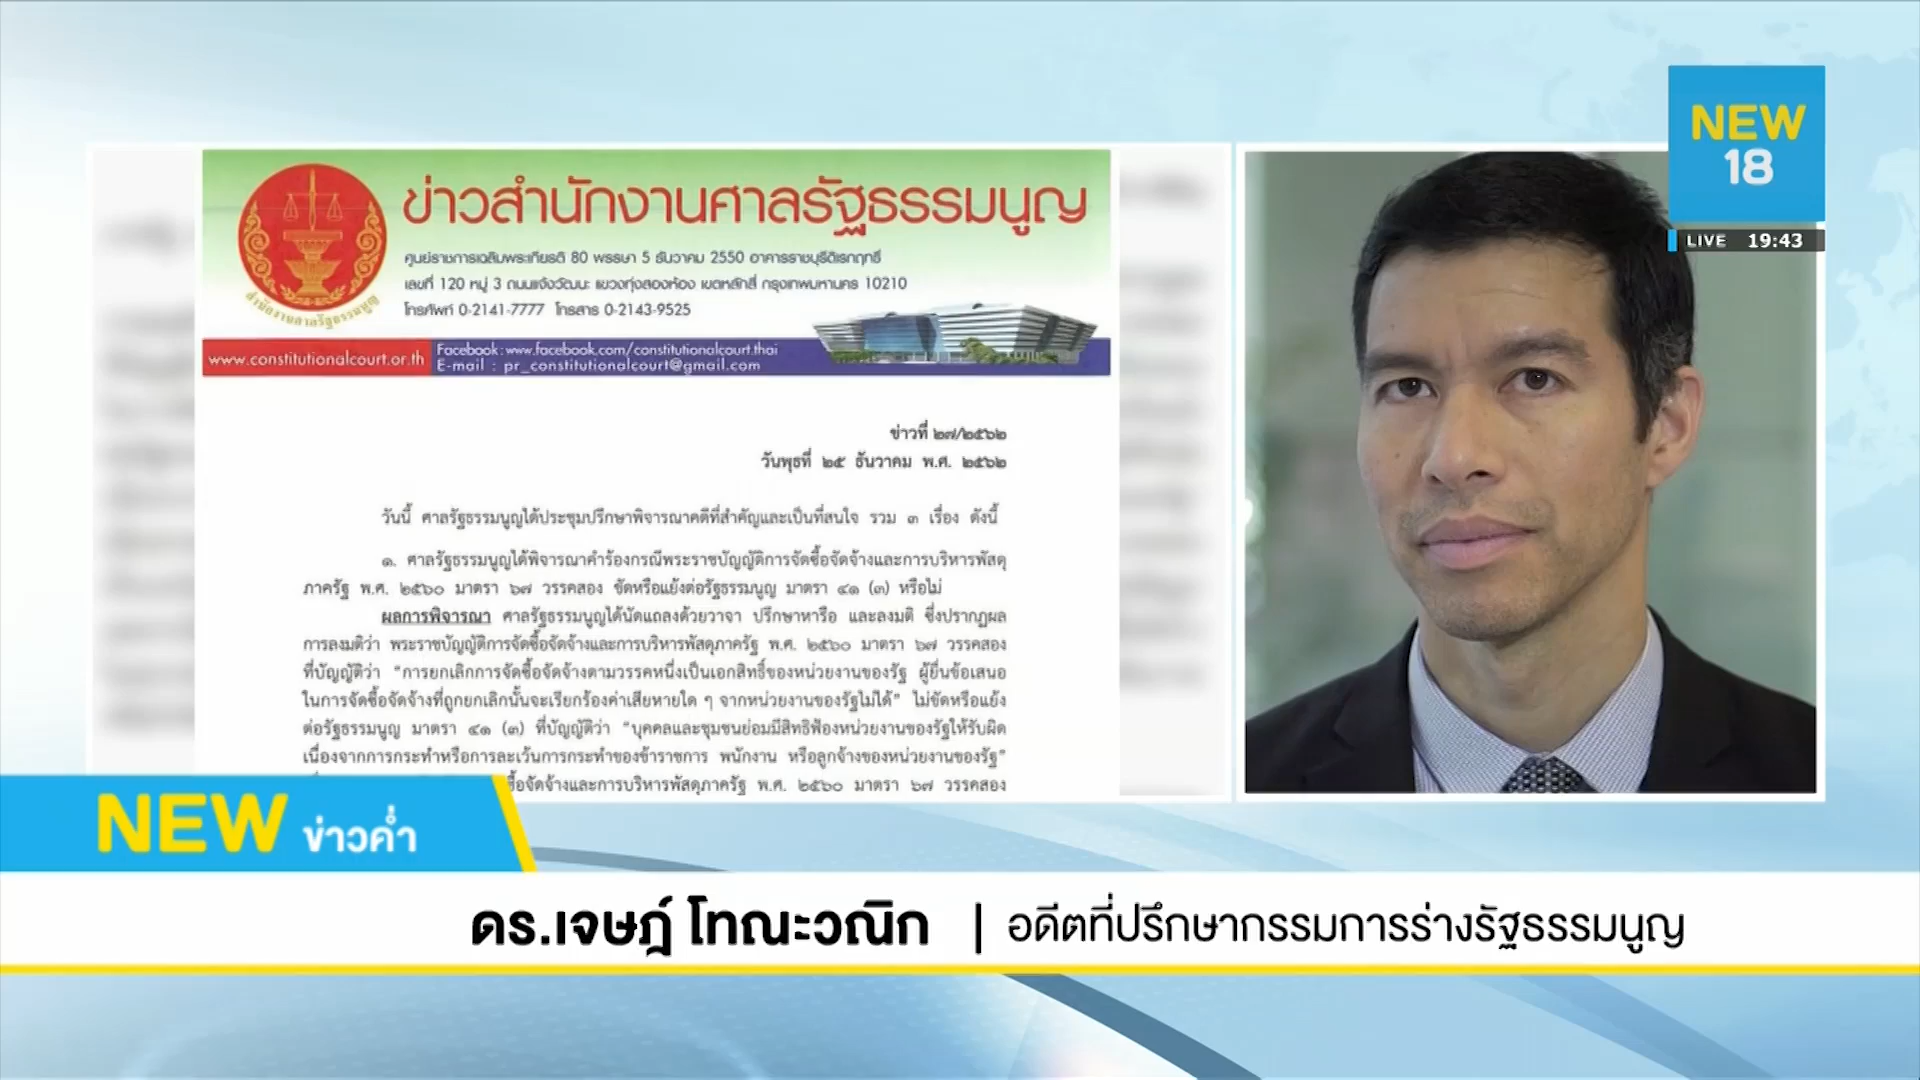 NEW
18
LIVE 19:43
ข่าวสำนักงานศาลรัฐธรรมนูญ
ศูนย์ราชการเฉลิมพระเกียรติ 80 พรรษา 5 ธันวาคม 2550 อาคารราชบุรีดิเรกฤทธิ์
เลขที่ 120 หมู่ 3 ถนนแจ้งวัฒนะ แขวงทุ่งสองห้อง เขตหลักสี่ กรุงเทพมหานคร 10210
โทรศัพท์ 0-2141-7777 โทรสาร 0-2143-9525
สำนักงานศาลรัฐธรรมนูญ
www.constitutionalcourt.or.th
Facebook : www.facebook.com/constitutionalcourt.thai
E-mail : pr_constitutionalcourt@gmail.com
ข่าวที่ ๒๗/๒๕๖๒
วันพุธที่ ๒๕ ธันวาคม พ.ศ. ๒๕๖๒
วันนี้ ศาลรัฐธรรมนูญได้ประชุมปรึกษาพิจารณาคดีที่สำคัญและเป็นที่สนใจ รวม ๓ เรื่อง ดังนี้
๑. ศาลรัฐธรรมนูญได้พิจารณาคำร้องกรณีพระราชบัญญัติการจัดซื้อจัดจ้างและการบริหารพัสดุ
ภาครัฐ พ.ศ. ๒๕๖๐ มาตรา ๖๗ วรรคสอง ขัดหรือแย้งต่อรัฐธรรมนูญ มาตรา ๔๑ (๓) หรือไม่
ผลการพิจารณา ศาลรัฐธรรมนูญได้นัดแถลงด้วยวาจา ปรึกษาหารือ และลงมติ ซึ่งปรากฏผล
การลงมติว่า พระราชบัญญัติการจัดซื้อจัดจ้างและการบริหารพัสดุภาครัฐ พ.ศ. ๒๕๖๐ มาตรา ๖๗ วรรคสอง
ที่บัญญัติว่า “การยกเลิกการจัดซื้อจัดจ้างตามวรรคหนึ่งเป็นเอกสิทธิ์ของหน่วยงานของรัฐ ผู้ยื่นข้อเสนอ
ในการจัดซื้อจัดจ้างที่ถูกยกเลิกนั้นจะเรียกร้องค่าเสียหายใด ๆ จากหน่วยงานของรัฐไม่ได้” ไม่ขัดหรือแย้ง
ต่อรัฐธรรมนูญ มาตรา ๔๑ (๓) ที่บัญญัติว่า “บุคคลและชุมชนย่อมมีสิทธิฟ้องหน่วยงานของรัฐให้รับผิด
เนื่องจากการกระทำหรือการละเว้นการกระทำของข้าราชการ พนักงาน หรือลูกจ้างของหน่วยงานของรัฐ”
ซื้อจัดจ้างและการบริหารพัสดุภาครัฐ พ.ศ. ๒๕๖๐ มาตรา ๖๗ วรรคสอง
NEW ข่าวค่ำ
ดร.เจษฎ์ โทณะวณิก | อดีตที่ปรึกษากรรมการร่างรัฐธรรมนูญ